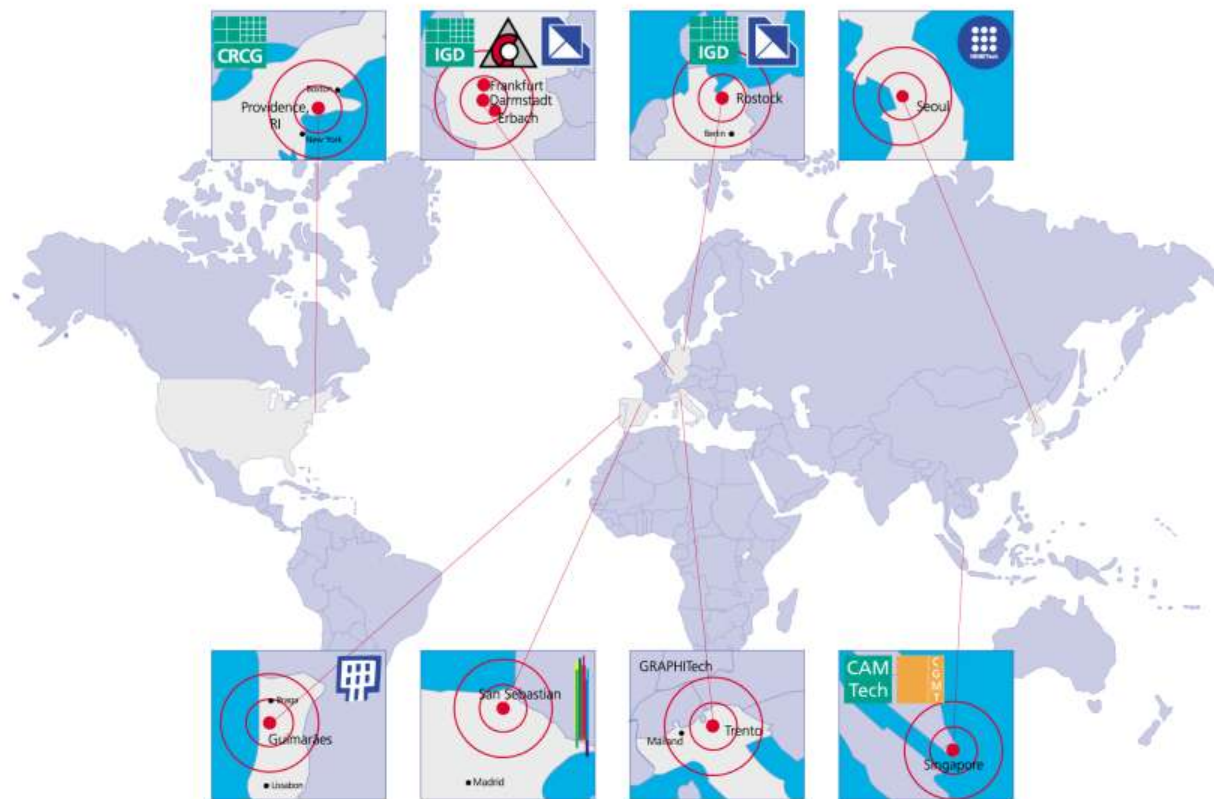 CRCG
Boston
Providence,
RI
New York
IGD
Frankfurt
Darmstadt
Erbach
IGD
Rostock
Berlin
Seoul
Braga
Guimarães
Lissabon
San Sebastian
Madrid
GRAPHITech
Mailand
Trento
CAM
Tech
CGMT
Singapore